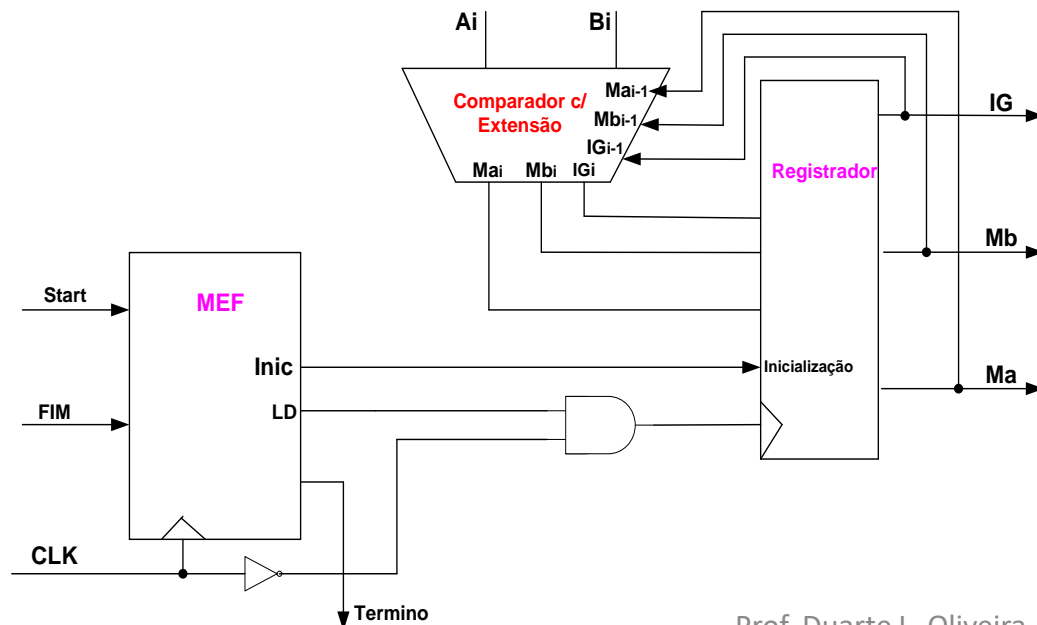 Ai
Bi
Comparador c/
Extensão
Mai-1
Mbi-1
IGi-1
Mai
Mbi
IGi
Registrador
IG
Mb
Ma
Inicialização
Start
MEF
FIM
Inic
LD
CLK
Termino